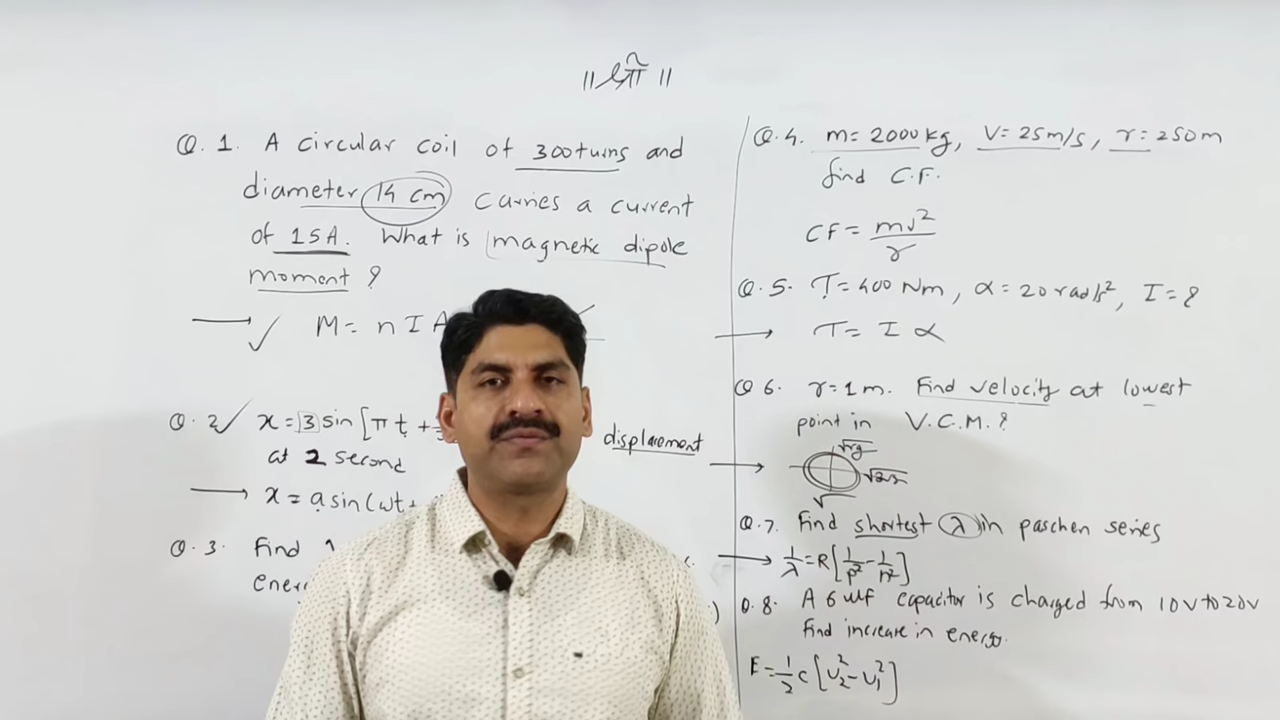 ॥ श्री ॥
Q. 1. A circular coil of 300 turns and
diameter 14 cm carries a current
of 15A. What is magnetic dipole
moment ?
M = n I A
Q. 2 x = 3 sin [πt +
displacement
at 2 second
x = a sin (ωt +
Q. 3. Find
Q. 4. m = 2000 kg, V = 25 m/s, r = 250 m
find C.F.
CF = mv²/r
Q. 5. T = 400 Nm, α = 20 rad/s², I = ?
T = I α
Q 6. r = 1 m. Find velocity at lowest
point in V.C.M. ?
√rg
√
Q. 7. Find shortest λ in paschen series
1/λ = R [1/p² - 1/n²]
Q. 8. A 6 μf capacitor is charged from 10V to 20V
find increase in energy.
E = 1/2 C [V₂² - V₁²]